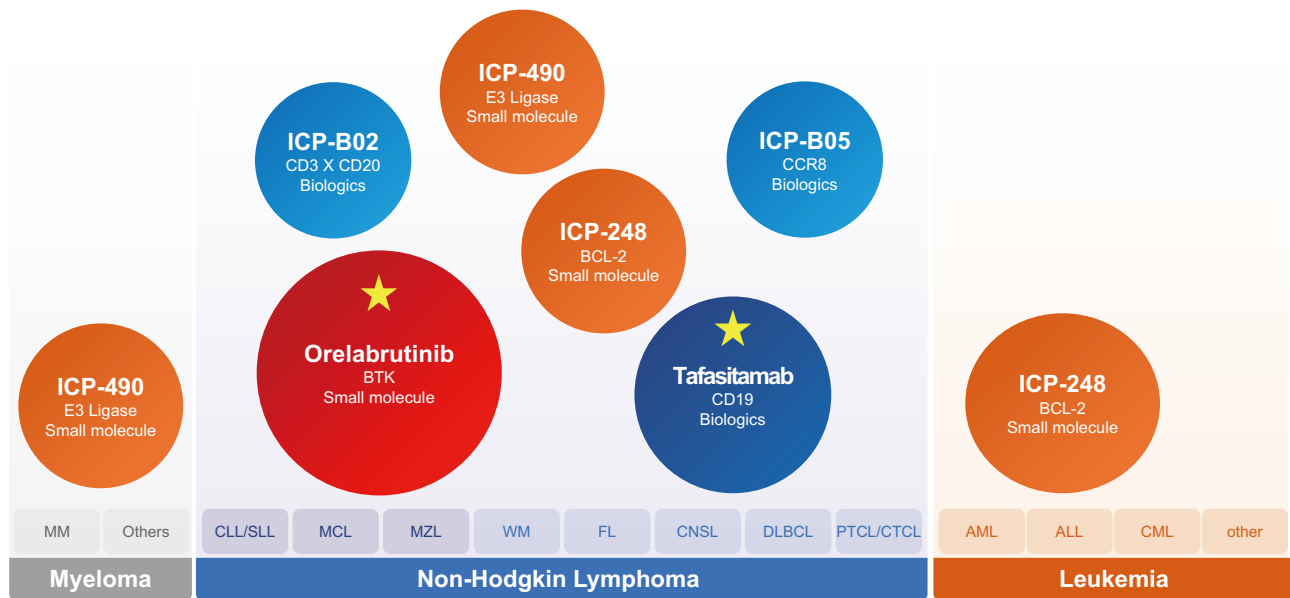 ICP-490
E3 Ligase
Small molecule
ICP-B02
CD3 X CD20
Biologics
ICP-B05
CCR8
Biologics
ICP-248
BCL-2
Small molecule
Orelabrutinib
BTK
Small molecule
Tafasitamab
CD19
Biologics
ICP-490
E3 Ligase
Small molecule
ICP-248
BCL-2
Small molecule
MM
Others
CLL/SLL
MCL
MZL
WM
FL
CNSL
DLBCL
PTCL/CTCL
AML
ALL
CML
other
Myeloma
Non-Hodgkin Lymphoma
Leukemia